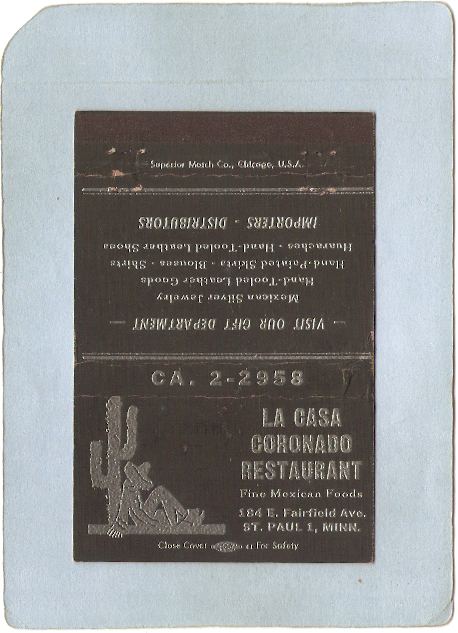 Superior Match Co., Chicago, U.S.A.
— VISIT OUR GIFT DEPARTMENT —
Mexican Silver Jewelry
Hand-Tooled Leather Goods
Hand-Painted Skirts - Blouses - Shirts
Huaraches - Hand-Tooled Leather Shoes
IMPORTERS - DISTRIBUTORS
CA. 2-2958
LA CASA
CORONADO
RESTAURANT
Fine Mexican Foods
184 E. Fairfield Ave.
ST. PAUL 1, MINN.
Close Cover For Safety